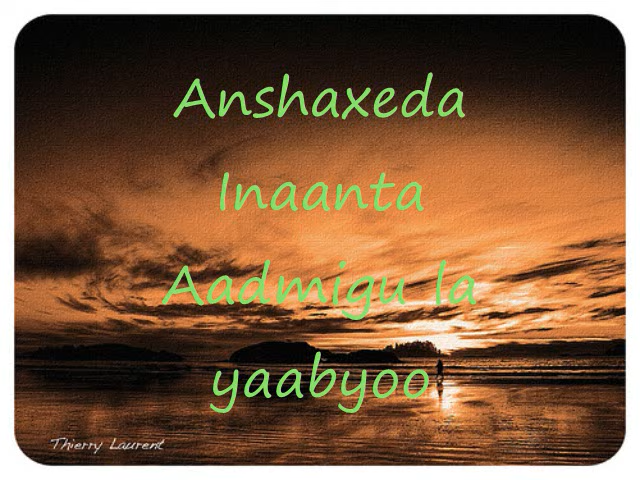 Anshaxeda
Inaanta
Aadmigu la
yaabyoo
Thierry Laurent